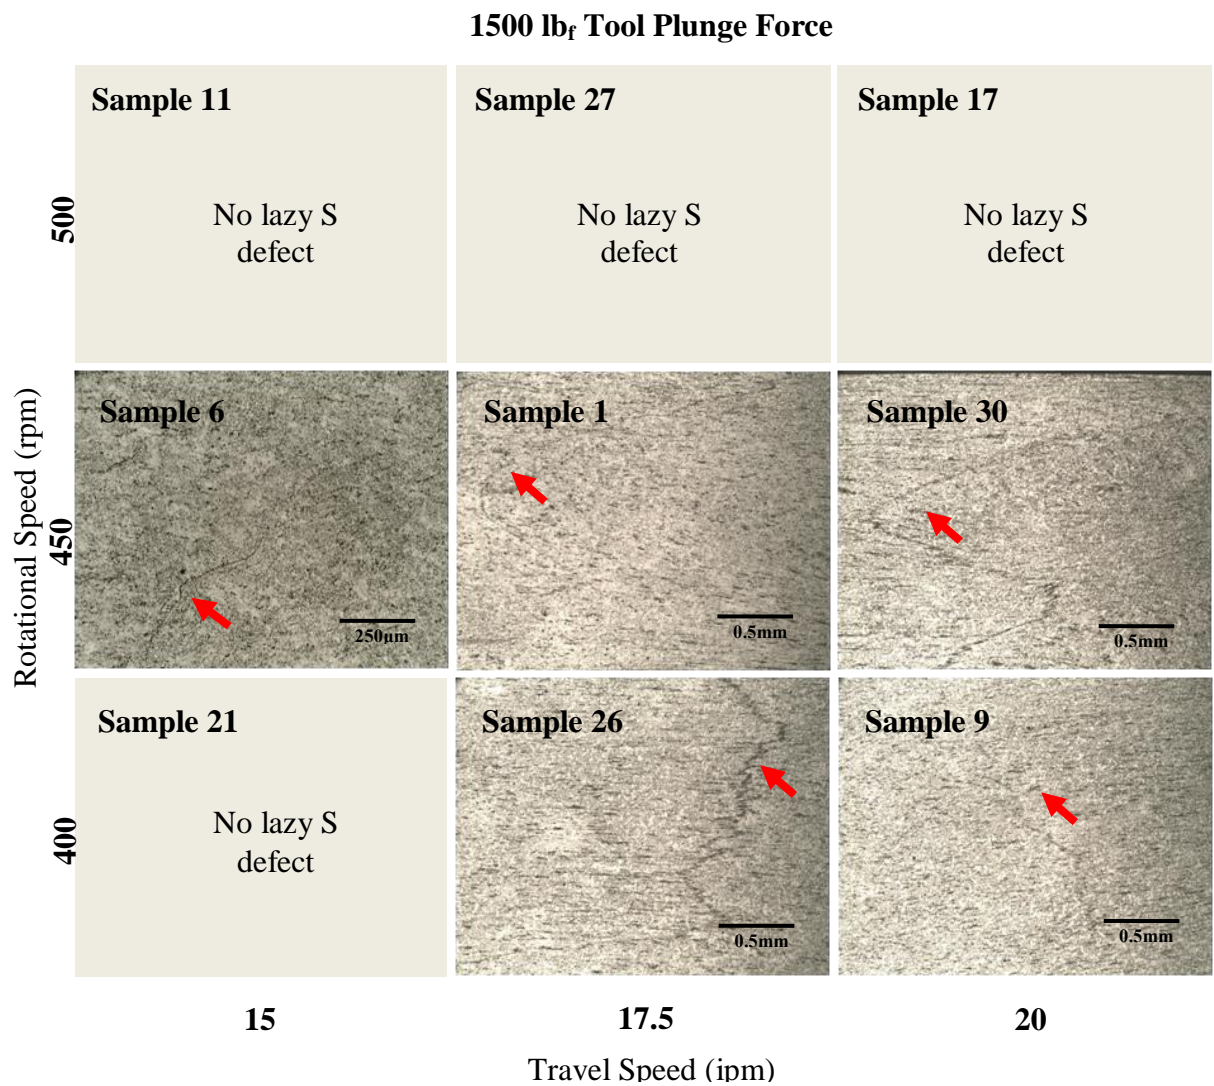 1500 lbf Tool Plunge Force
Sample 11
Sample 27
Sample 17
500
No lazy S
defect
No lazy S
defect
No lazy S
defect
Rotational Speed (rpm)
Sample 6
Sample 1
Sample 30
450
250µm
0.5mm
0.5mm
Sample 21
Sample 26
Sample 9
400
No lazy S
defect
0.5mm
0.5mm
15
17.5
20
Travel Speed (ipm)